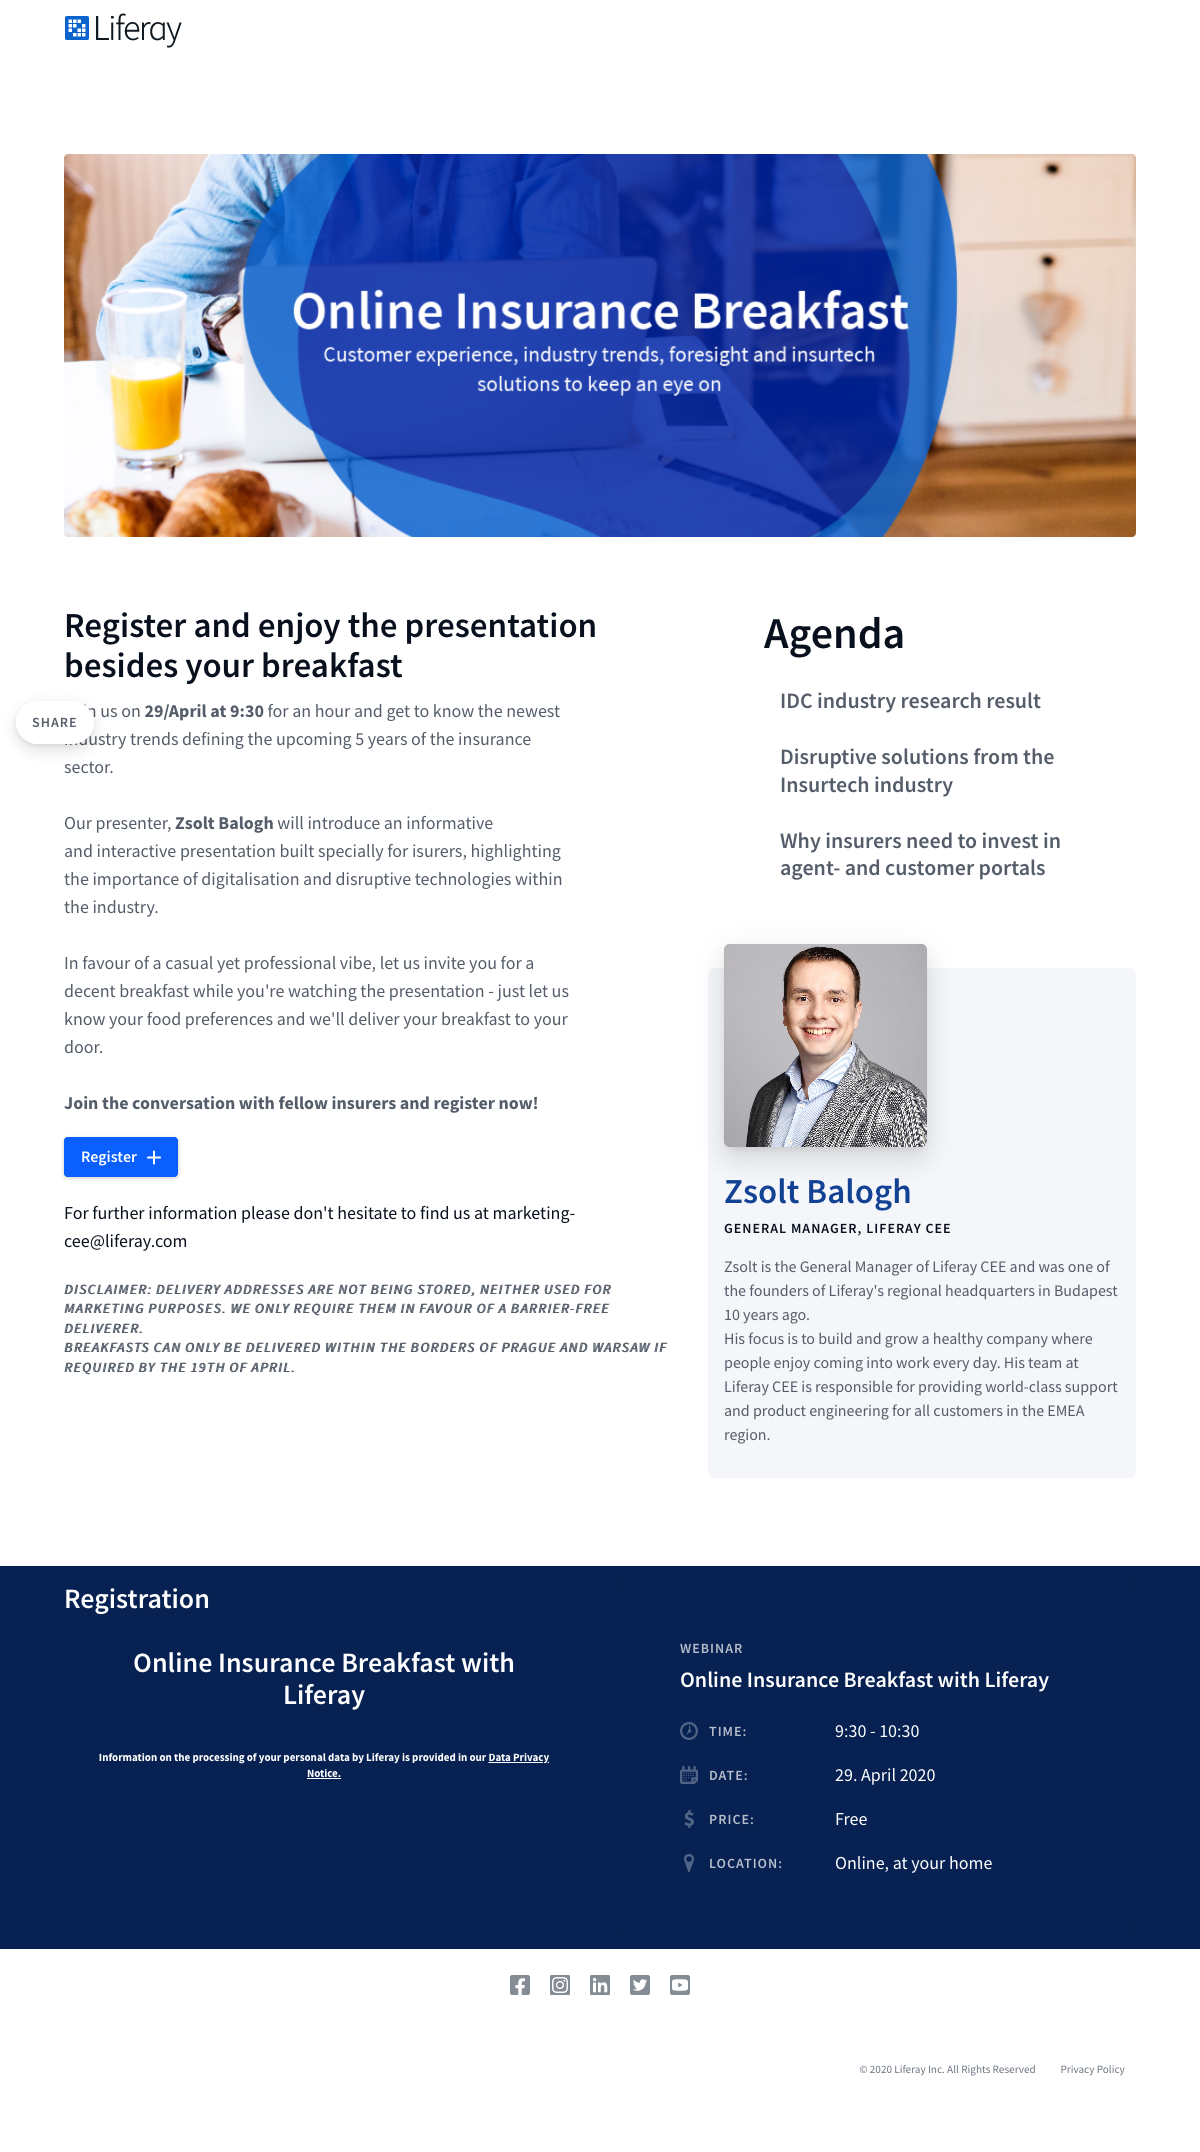 Liferay
Online Insurance Breakfast
Customer experience, industry trends, foresight and insurtech
solutions to keep an eye on
Register and enjoy the presentation
besides your breakfast
us on 29/April at 9:30 for an hour and get to know the newest
SHARE
industry trends defining the upcoming 5 years of the insurance
sector.
Our presenter, Zsolt Balogh will introduce an informative
and interactive presentation built specially for isurers, highlighting
the importance of digitalisation and disruptive technologies within
the industry.
In favour of a casual yet professional vibe, let us invite you for a
decent breakfast while you're watching the presentation - just let us
know your food preferences and we'll deliver your breakfast to your
door.
Join the conversation with fellow insurers and register now!
Register
For further information please don't hesitate to find us at marketing-
cee@liferay.com
DISCLAIMER: DELIVERY ADDRESSES ARE NOT BEING STORED, NEITHER USED FOR
MARKETING PURPOSES. WE ONLY REQUIRE THEM IN FAVOUR OF A BARRIER-FREE
DELIVERER.
BREAKFASTS CAN ONLY BE DELIVERED WITHIN THE BORDERS OF PRAGUE AND WARSAW IF
REQUIRED BY THE 19TH OF APRIL.
Agenda
IDC industry research result
Disruptive solutions from the
Insurtech industry
Why insurers need to invest in
agent- and customer portals
Zsolt Balogh
GENERAL MANAGER, LIFERAY CEE
Zsolt is the General Manager of Liferay CEE and was one of
the founders of Liferay's regional headquarters in Budapest
10 years ago.
His focus is to build and grow a healthy company where
people enjoy coming into work every day. His team at
Liferay CEE is responsible for providing world-class support
and product engineering for all customers in the EMEA
region.
Registration
Online Insurance Breakfast with
Liferay
Information on the processing of your personal data by Liferay is provided in our Data Privacy
Notice.
WEBINAR
Online Insurance Breakfast with Liferay
TIME: 9:30 - 10:30
DATE: 29. April 2020
PRICE: Free
LOCATION: Online, at your home
© 2020 Liferay Inc. All Rights Reserved Privacy Policy